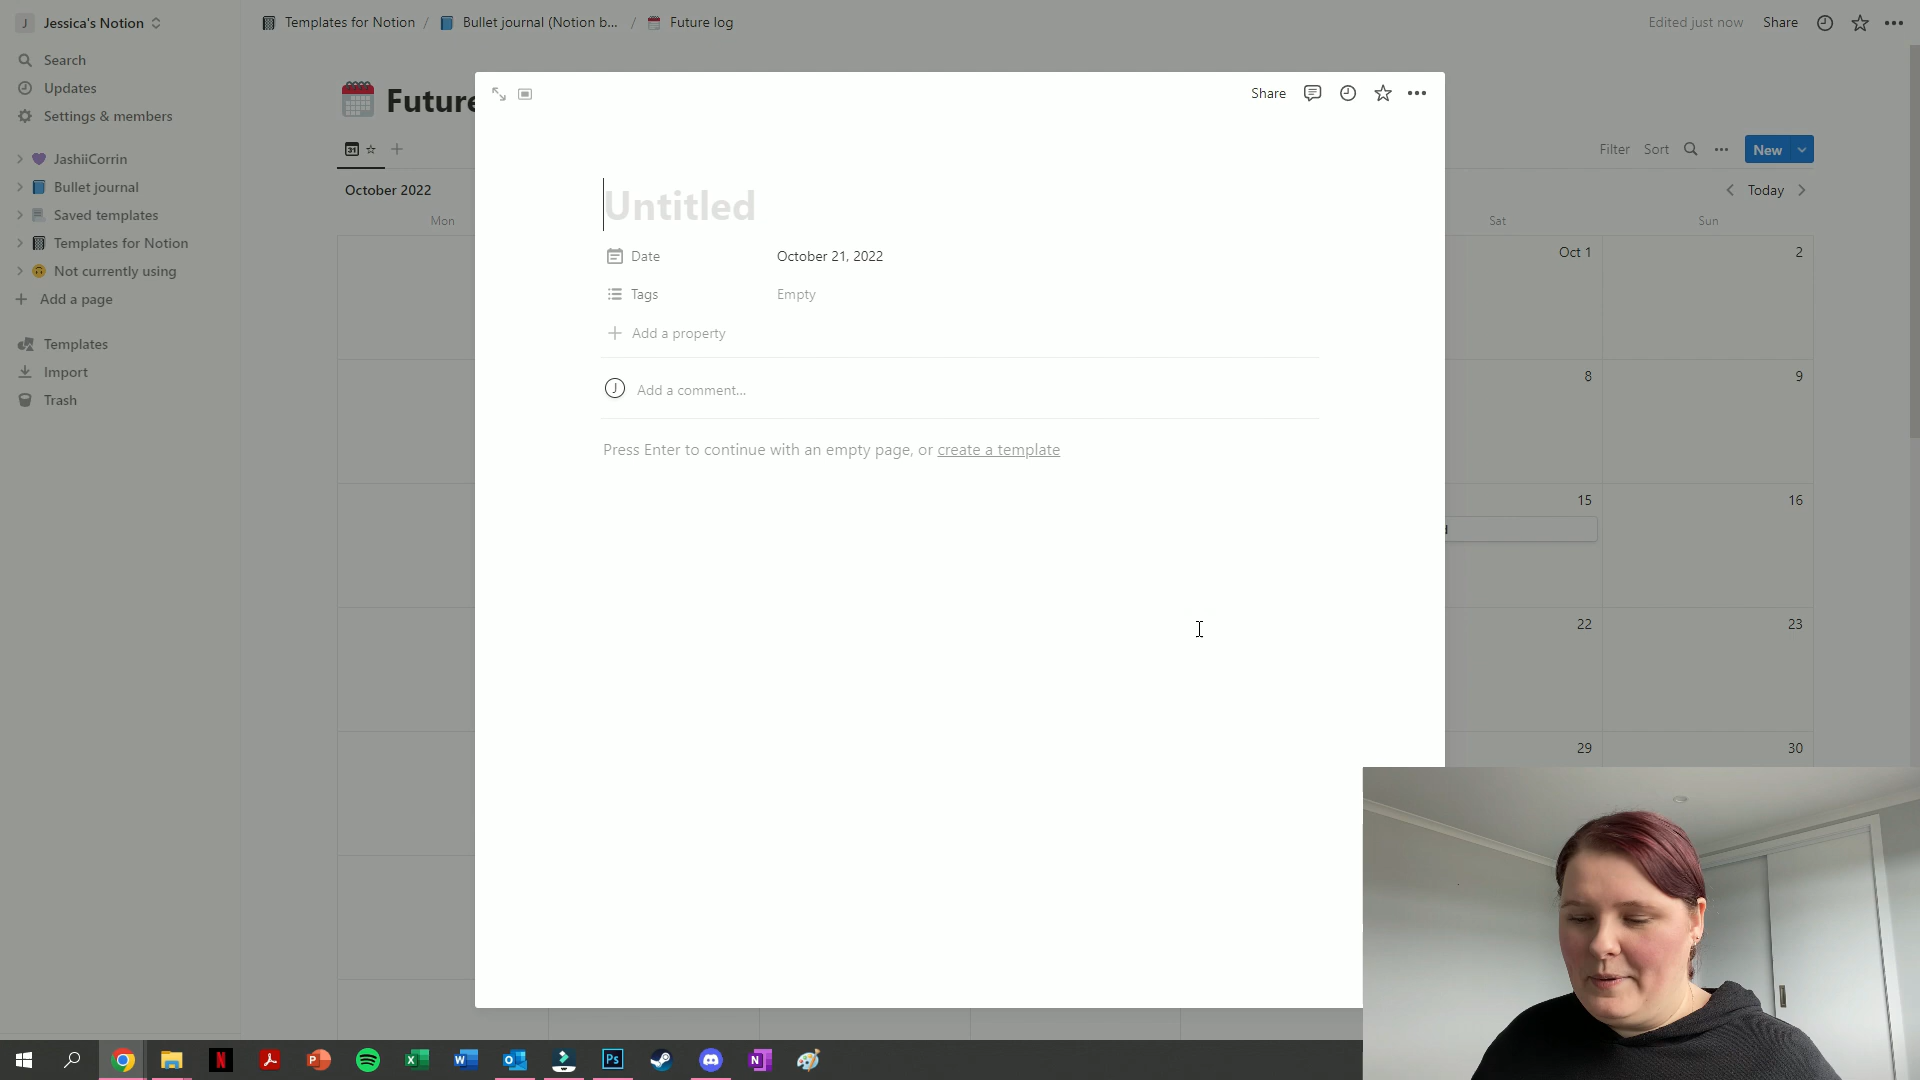 J Jessica's Notion
Templates for Notion / Bullet journal (Notion b... / Future log
Edited just now Share
Search
Updates
Settings & members
JashiiCorrin
Bullet journal
Saved templates
Templates for Notion
Not currently using
Add a page
Templates
Import
Trash
Future
31
October 2022
Mon
Share
Untitled
Date October 21, 2022
Tags Empty
Add a property
J Add a comment...
Press Enter to continue with an empty page, or create a template
Filter Sort New
Today
Sat Sun
Oct 1 2
8 9
15 16
22 23
29 30